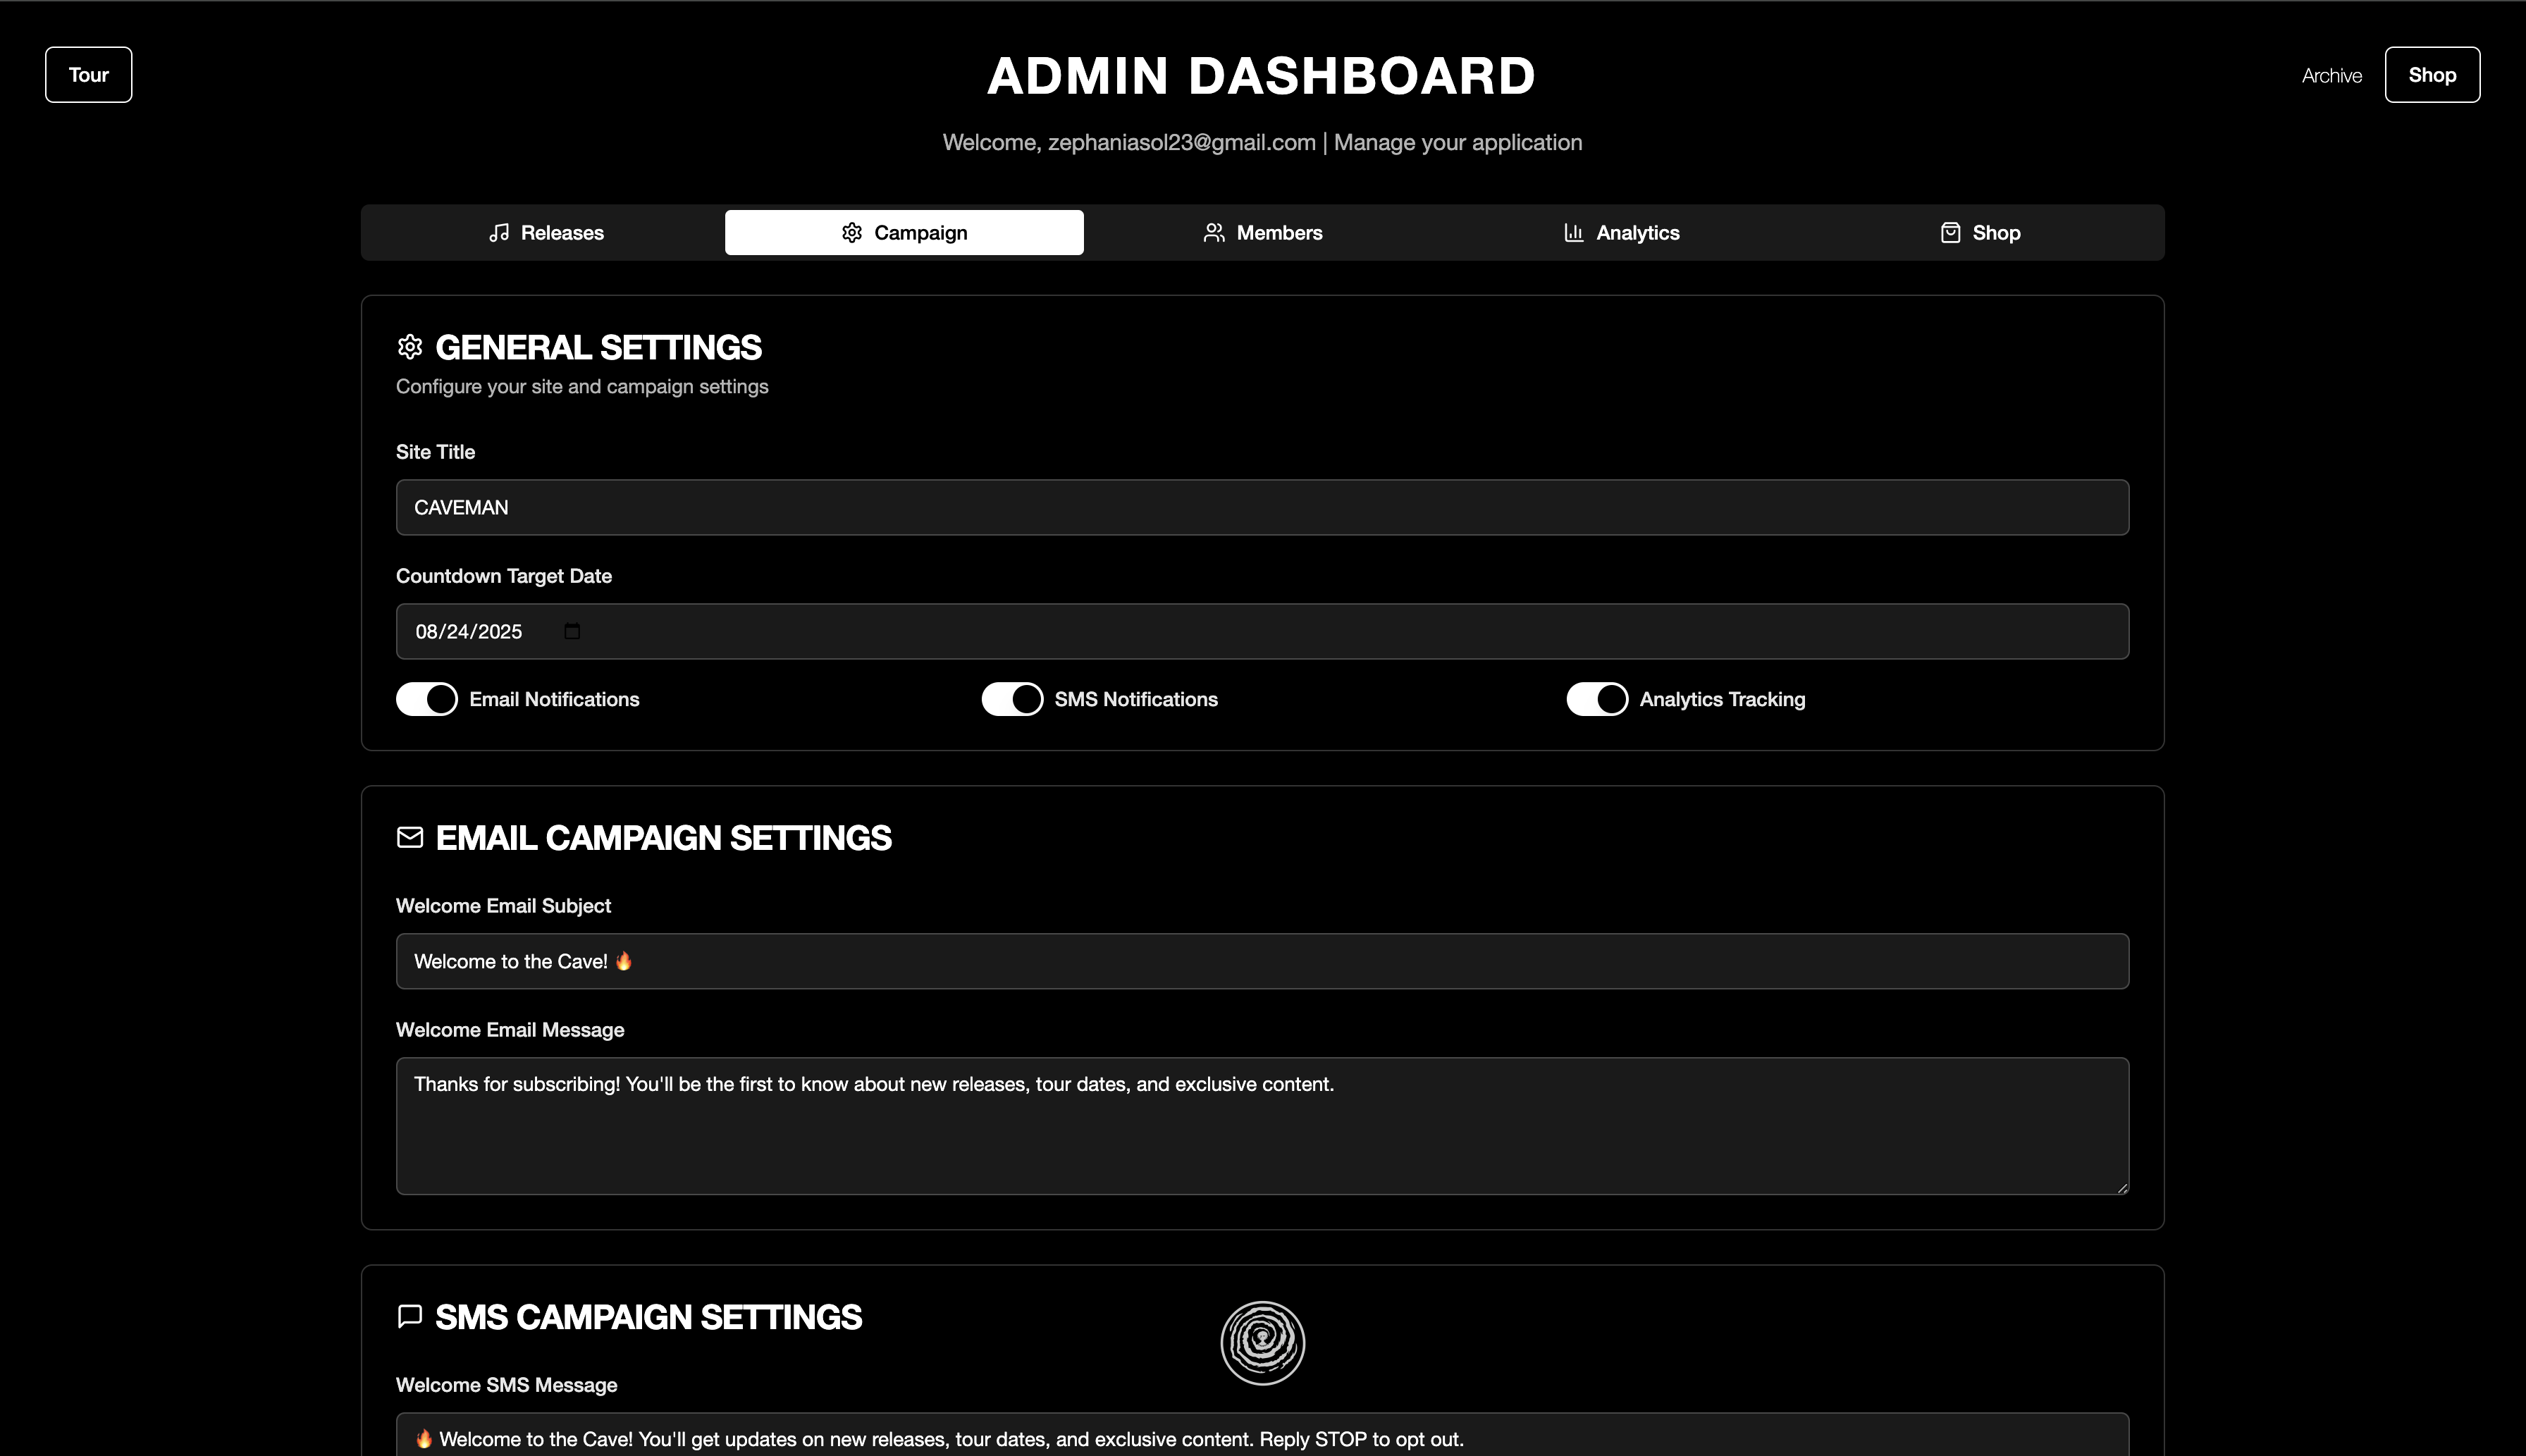 Tour
ADMIN DASHBOARD
Archive
Shop
Welcome, zephaniasol23@gmail.com | Manage your application
Releases
Campaign
Members
Analytics
Shop
GENERAL SETTINGS
Configure your site and campaign settings
Site Title
CAVEMAN
Countdown Target Date
08/24/2025
Email Notifications
SMS Notifications
Analytics Tracking
EMAIL CAMPAIGN SETTINGS
Welcome Email Subject
Welcome to the Cave! 🔥
Welcome Email Message
Thanks for subscribing! You'll be the first to know about new releases, tour dates, and exclusive content.
SMS CAMPAIGN SETTINGS
Welcome SMS Message
🔥 Welcome to the Cave! You'll get updates on new releases, tour dates, and exclusive content. Reply STOP to opt out.